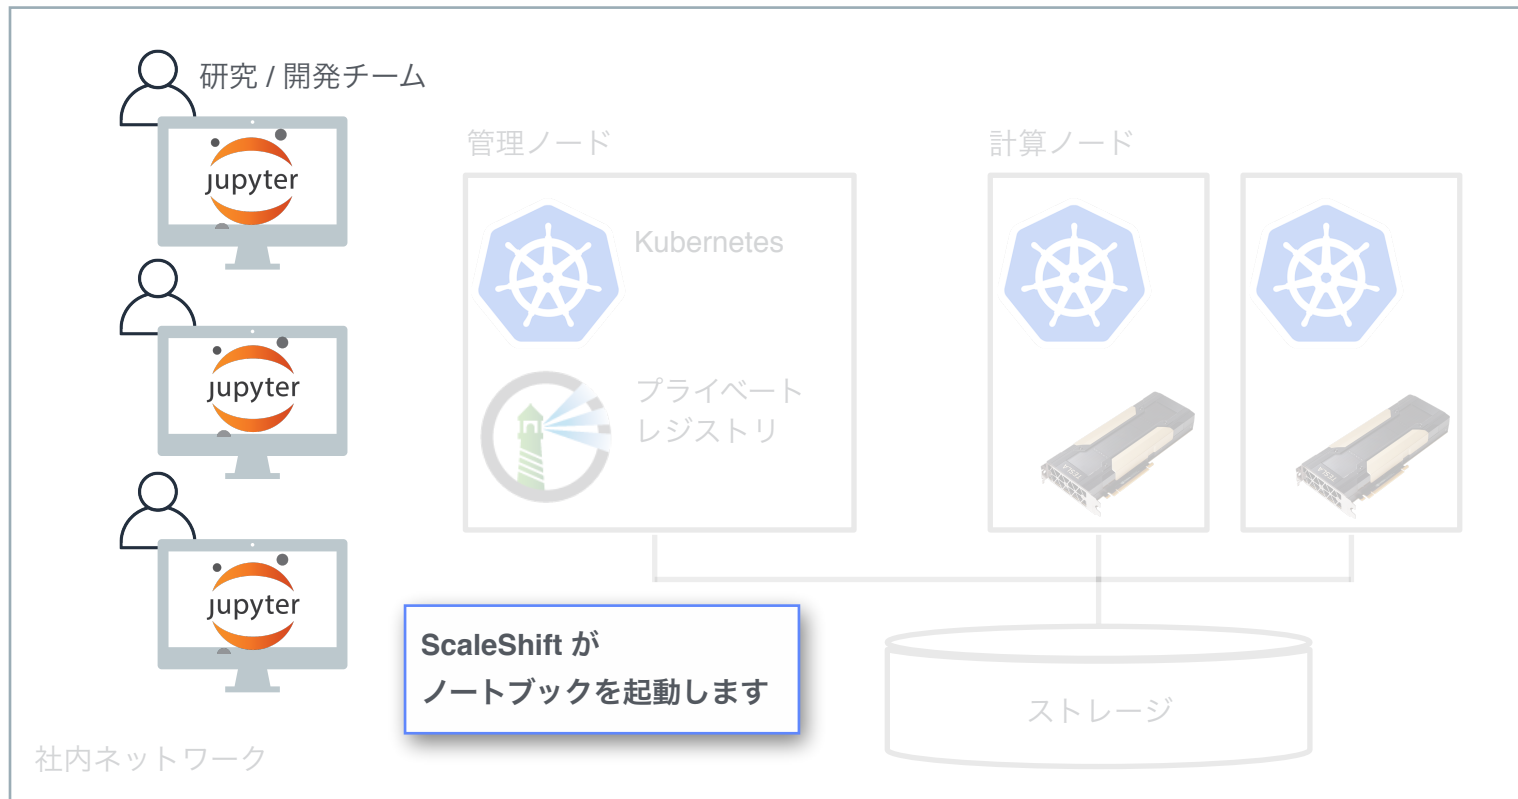 研究 / 開発チーム
jupyter
jupyter
jupyter
管理ノード
Kubernetes
プライベート
レジストリ
計算ノード
TESLA
TESLA
ScaleShift が
ノートブックを起動します
ストレージ
社内ネットワーク